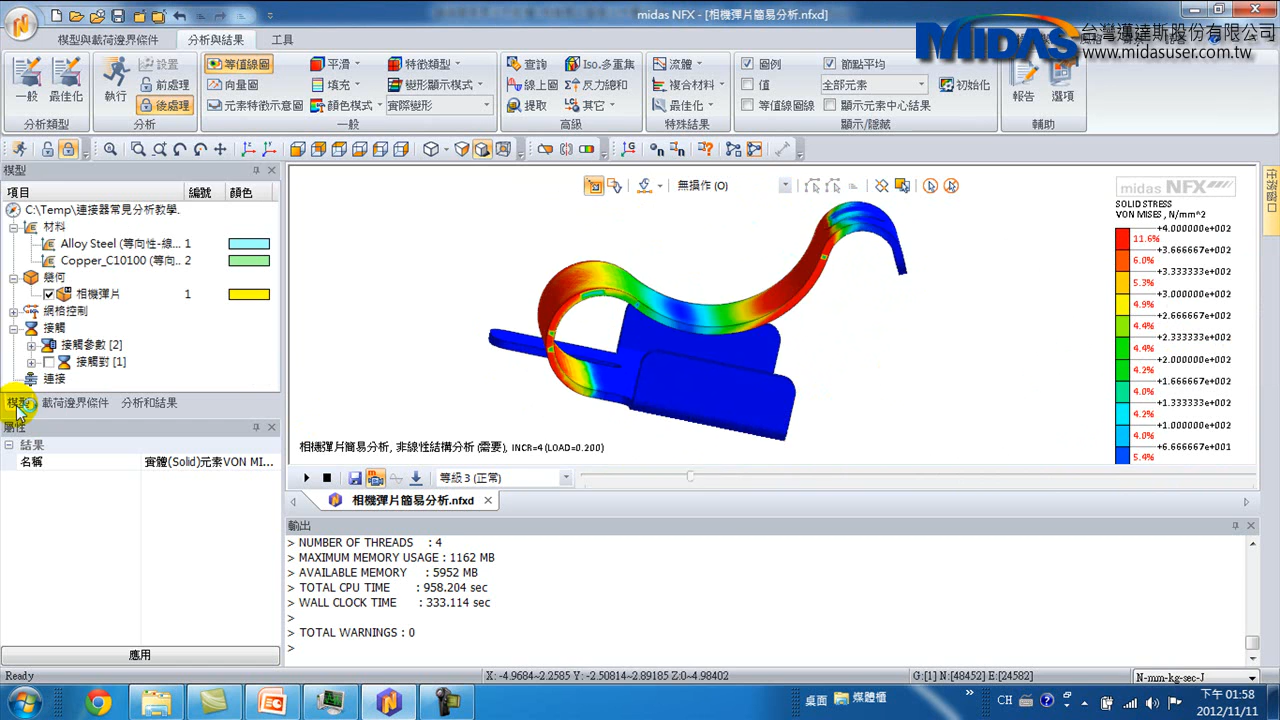 midas NFX - [相機彈片簡易分析.nfxd]
MIDAS 台灣邁達斯股份有限公司
www.midasuser.com.tw
模型與載荷邊界條件 分析與結果 工具
一般 最佳化 分析類型
執行 設置 前處理 後處理 分析
等值線圖 向量圖 元素特徵示意圖
平滑 填充 顏色模式
特徵類型 變形顯示模式 實際變形
一般
查詢 線上圖 提取
Iso.多重集 反力總和 其它
高級
流體 複合材料 最佳化
特殊結果
圖例 值 等值線圖線
節點平均 全部元素 顯示元素中心結果
初始化
顯示/隱藏
報告 選項 輔助
模型
項目 編號 顏色
C:\Temp\連接器常見分析教學.
材料
Alloy Steel (等向性-線... 1
Copper_C10100 (等向... 2
幾何
相機彈片 1
網格控制
接觸
接觸參數 [2]
接觸對 [1]
連接
模型 載荷邊界條件 分析和結果
屬性
結果
名稱 實體(Solid)元素VON MI...
應用
無操作 (O)
midas NFX
SOLID STRESS
VON MISES , N/mm^2
+4.000000e+002
11.6%
+3.666667e+002
6.0%
+3.333333e+002
5.3%
+3.000000e+002
4.9%
+2.666667e+002
4.4%
+2.333333e+002
4.4%
+2.000000e+002
4.2%
+1.666667e+002
4.0%
+1.333333e+002
4.2%
+1.000000e+002
4.0%
+6.666666e+001
5.4%
相機彈片簡易分析, 非線性結構分析 (需要), INCR=4 (LOAD=0.200)
等級 3 (正常)
相機彈片簡易分析.nfxd
輸出
> NUMBER OF THREADS : 4
> MAXIMUM MEMORY USAGE : 1162 MB
> AVAILABLE MEMORY : 5952 MB
> TOTAL CPU TIME : 958.204 sec
> WALL CLOCK TIME : 333.114 sec
>
> TOTAL WARNINGS : 0
>
Ready
X: -4.9684~2.2585 Y: -2.50814~2.89185 Z:0~4.98402
G:[1] N:[48452] E:[24582]
N-mm-kg-sec-J
桌面 媒體櫃
CH
下午 01:58
2012/11/11